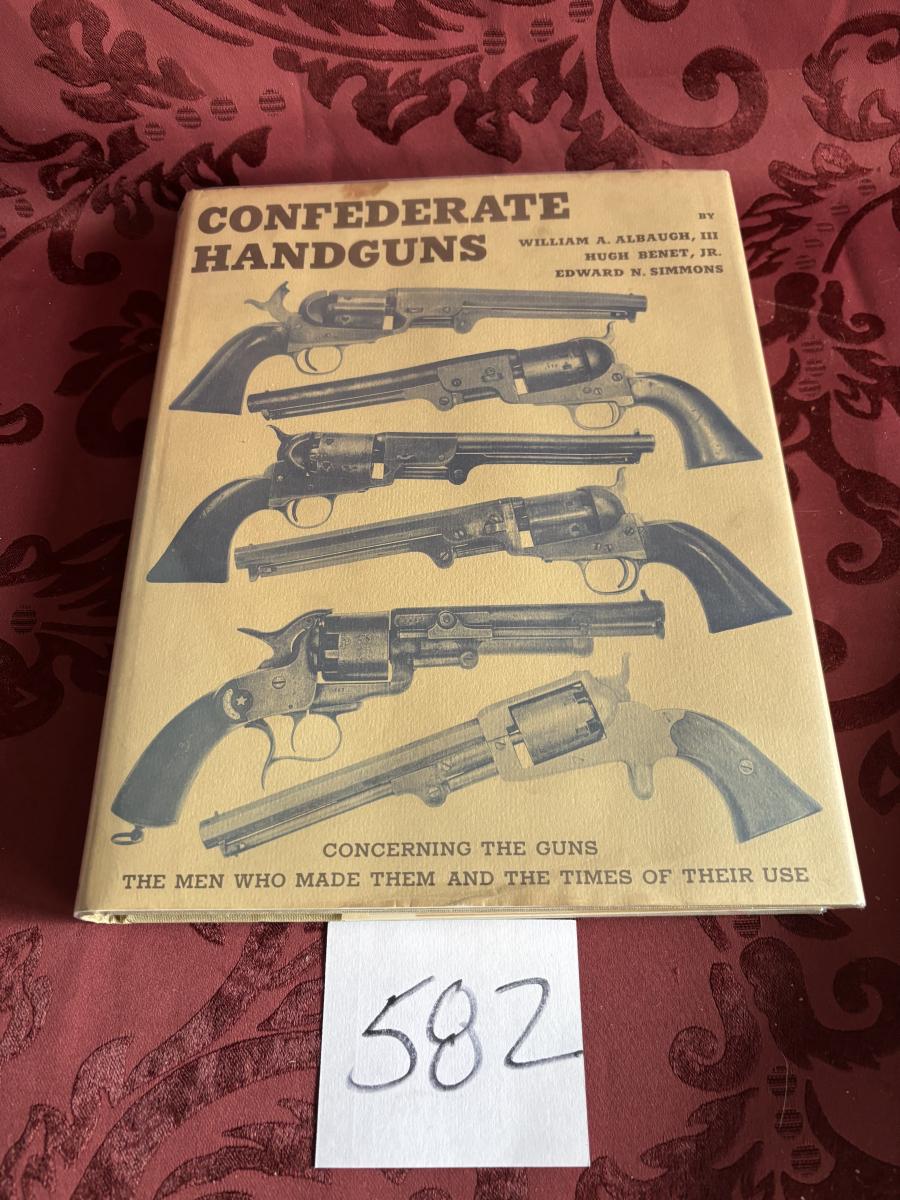 CONFEDERATE
HANDGUNS
BY
WILLIAM A. ALBAUGH, III
HUGH BENET, JR.
EDWARD N. SIMMONS
CONCERNING THE GUNS
THE MEN WHO MADE THEM AND THE TIMES OF THEIR USE
582